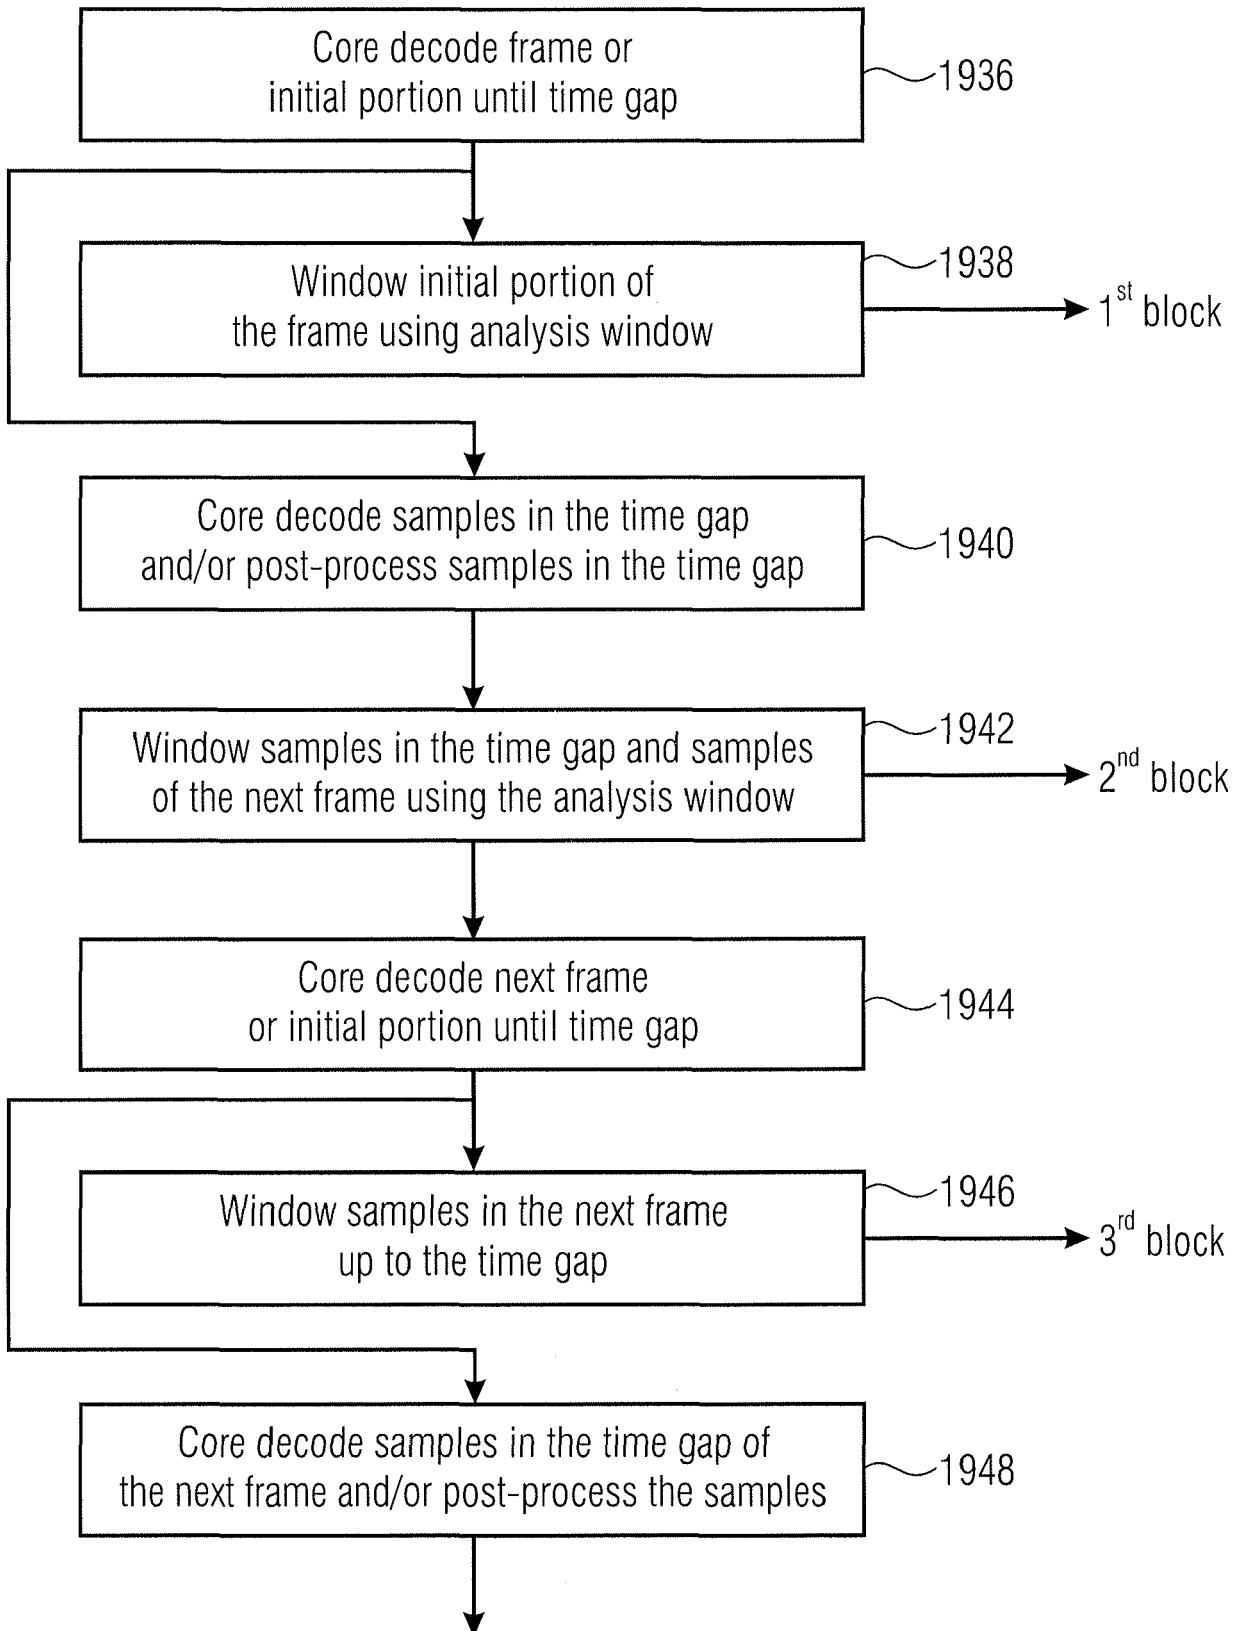 Core decode frame or
initial portion until time gap
1936
Window initial portion of
the frame using analysis window
1938
1st block
Core decode samples in the time gap
and/or post-process samples in the time gap
1940
Window samples in the time gap and samples
of the next frame using the analysis window
1942
2nd block
Core decode next frame
or initial portion until time gap
1944
Window samples in the next frame
up to the time gap
1946
3rd block
Core decode samples in the time gap of
the next frame and/or post-process the samples
1948